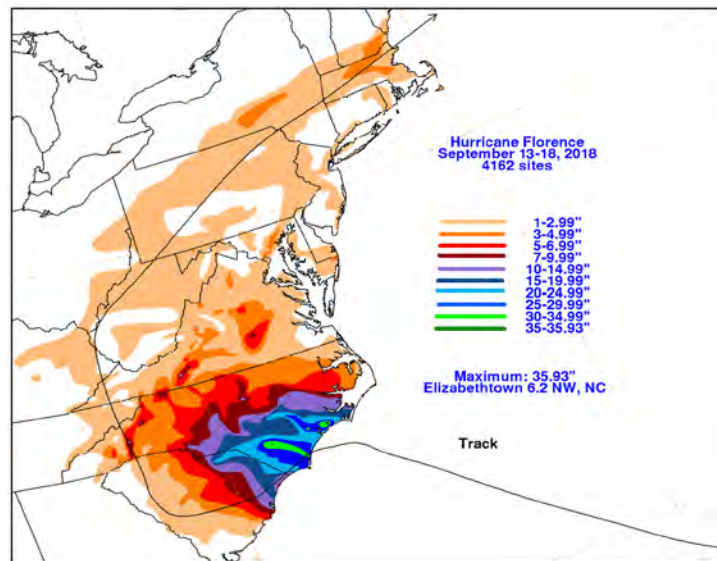 Hurricane Florence
September 13-18, 2018
4162 sites
1-2.99"
3-4.99"
5-6.99"
7-9.99"
10-14.99"
15-19.99"
20-24.99"
25-29.99"
30-34.99"
35-35.93"
Maximum: 35.93"
Elizabethtown 6.2 NW, NC
Track